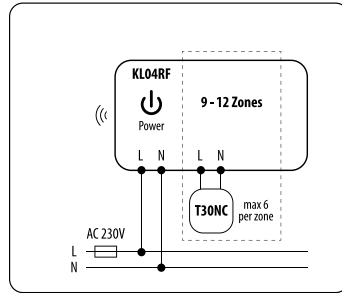 KL04RF
9 - 12 Zones
Power
L N L N
T30NC
max 6
per zone
AC 230V
L
N